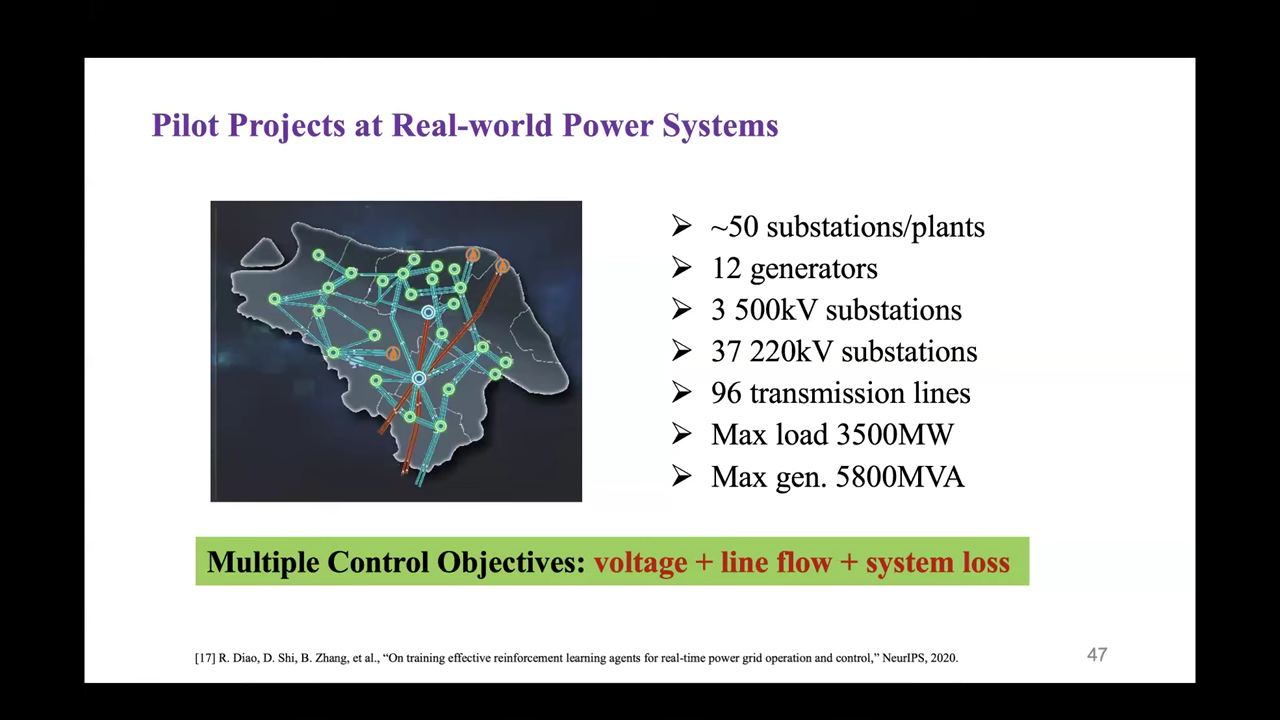 Pilot Projects at Real-world Power Systems
➢ ~50 substations/plants
➢ 12 generators
➢ 3 500kV substations
➢ 37 220kV substations
➢ 96 transmission lines
➢ Max load 3500MW
➢ Max gen. 5800MVA
Multiple Control Objectives: voltage + line flow + system loss
[17] R. Diao, D. Shi, B. Zhang, et al., “On training effective reinforcement learning agents for real-time power grid operation and control,” NeurIPS, 2020.
47